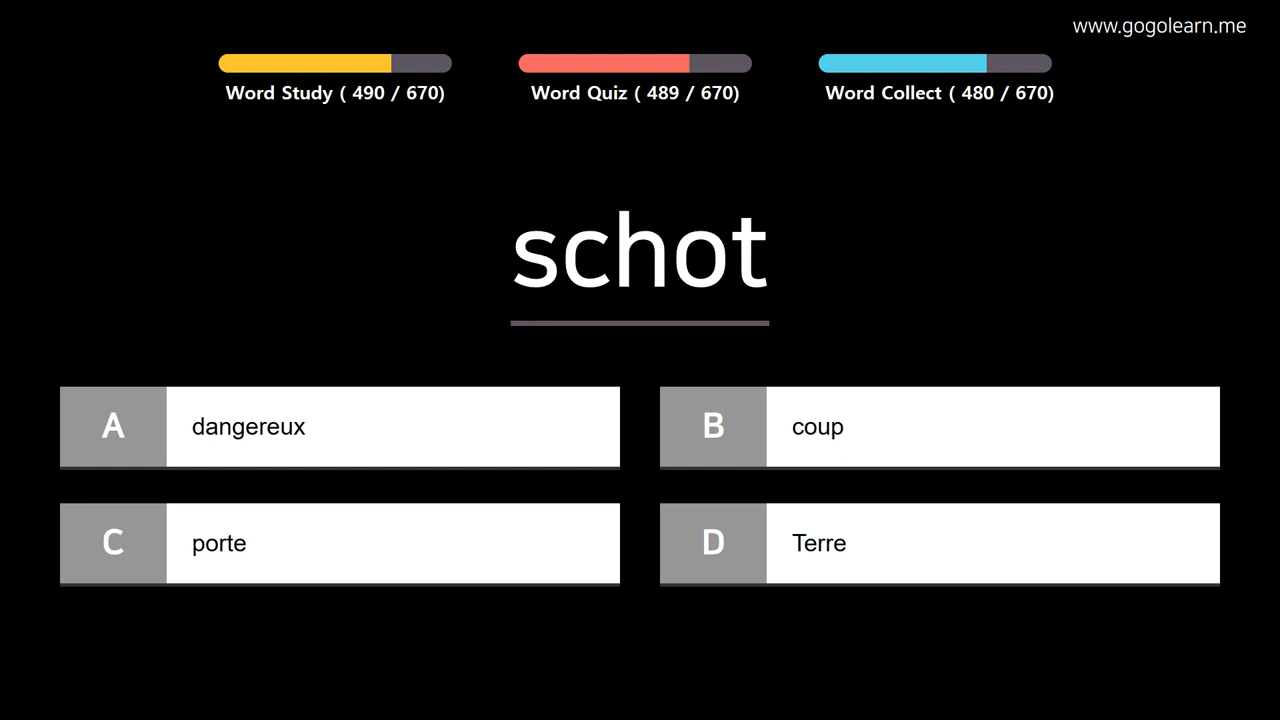 www.gogolearn.me
Word Study ( 490 / 670)
Word Quiz ( 489 / 670)
Word Collect ( 480 / 670)
schot
A dangereux
B coup
C porte
D Terre